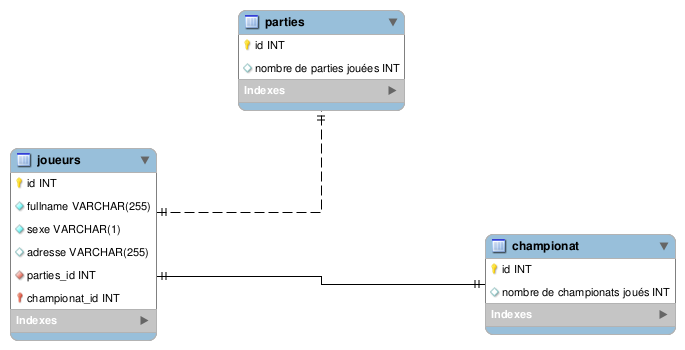 parties
id INT
nombre de parties jouées INT
Indexes
joueurs
id INT
fullname VARCHAR(255)
sexe VARCHAR(1)
adresse VARCHAR(255)
parties_id INT
championat_id INT
Indexes
championat
id INT
nombre de championats joués INT
Indexes